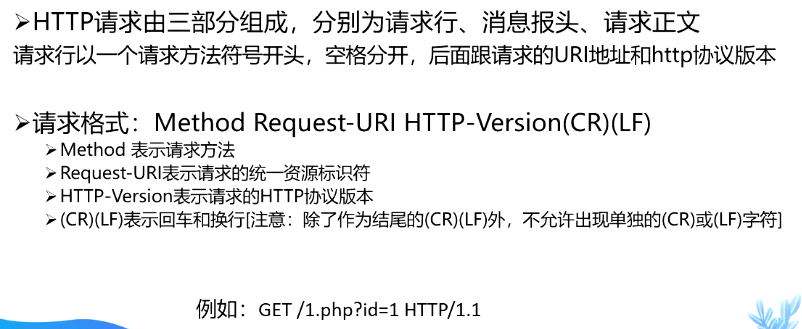 ➢HTTP请求由三部分组成，分别为请求行、消息报头、请求正文
请求行以一个请求方法符号开头，空格分开，后面跟请求的URI地址和http协议版本
➢请求格式：Method Request-URI HTTP-Version(CR)(LF)
➢Method 表示请求方法
➢Request-URI表示请求的统一资源标识符
➢HTTP-Version表示请求的HTTP协议版本
➢(CR)(LF)表示回车和换行[注意：除了作为结尾的(CR)(LF)外，不允许出现单独的(CR)或(LF)字符]
例如：GET /1.php?id=1 HTTP/1.1